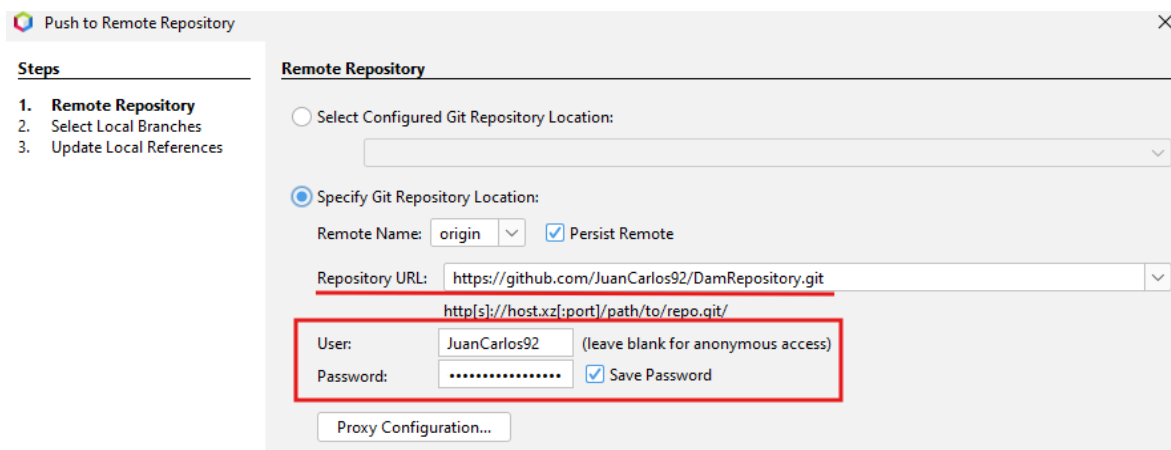 Push to Remote Repository
Steps
1. Remote Repository
2. Select Local Branches
3. Update Local References
Remote Repository
Select Configured Git Repository Location:
Specify Git Repository Location:
Remote Name: origin Persist Remote
Repository URL: https://github.com/JuanCarlos92/DamRepository.git
http[s]://host.xz[:port]/path/to/repo.git/
User: JuanCarlos92 (leave blank for anonymous access)
Password: ••••••••••••••••• Save Password
Proxy Configuration...